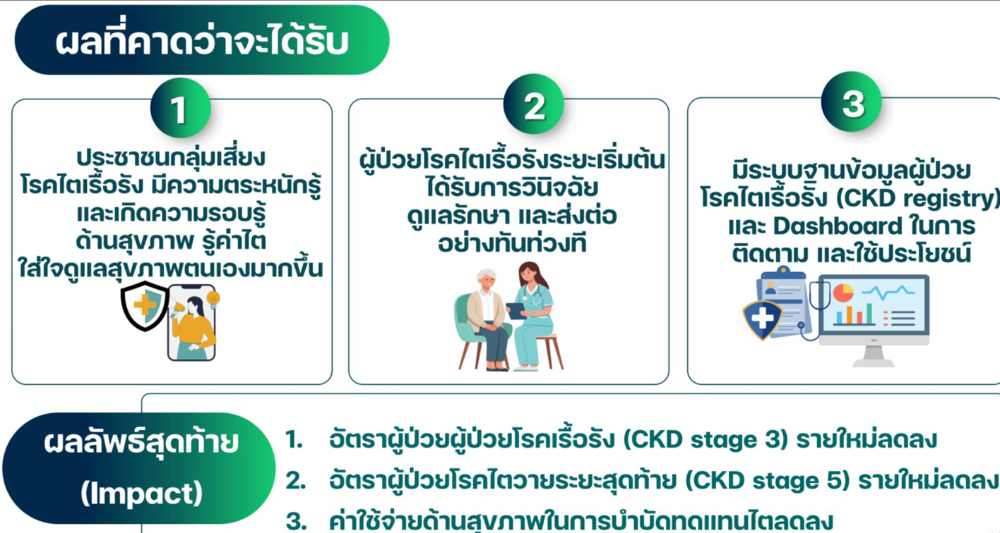 ผลที่คาดว่าจะได้รับ
1
ประชาชนกลุ่มเสี่ยง
โรคไตเรื้อรัง มีความตระหนักรู้
และเกิดความรอบรู้
ด้านสุขภาพ รู้ค่าไต
ใส่ใจดูแลสุขภาพตนเองมากขึ้น
2
ผู้ป่วยโรคไตเรื้อรังระยะเริ่มต้น
ได้รับการวินิจฉัย
ดูแลรักษา และส่งต่อ
อย่างทันท่วงที
3
มีระบบฐานข้อมูลผู้ป่วย
โรคไตเรื้อรัง (CKD registry)
และ Dashboard ในการ
ติดตาม และใช้ประโยชน์
ผลลัพธ์สุดท้าย
(Impact)
1. อัตราผู้ป่วยผู้ป่วยโรคเรื้อรัง (CKD stage 3) รายใหม่ลดลง
2. อัตราผู้ป่วยโรคไตวายระยะสุดท้าย (CKD stage 5) รายใหม่ลดลง
3. ค่าใช้จ่ายด้านสุขภาพในการบำบัดทดแทนไตลดลง